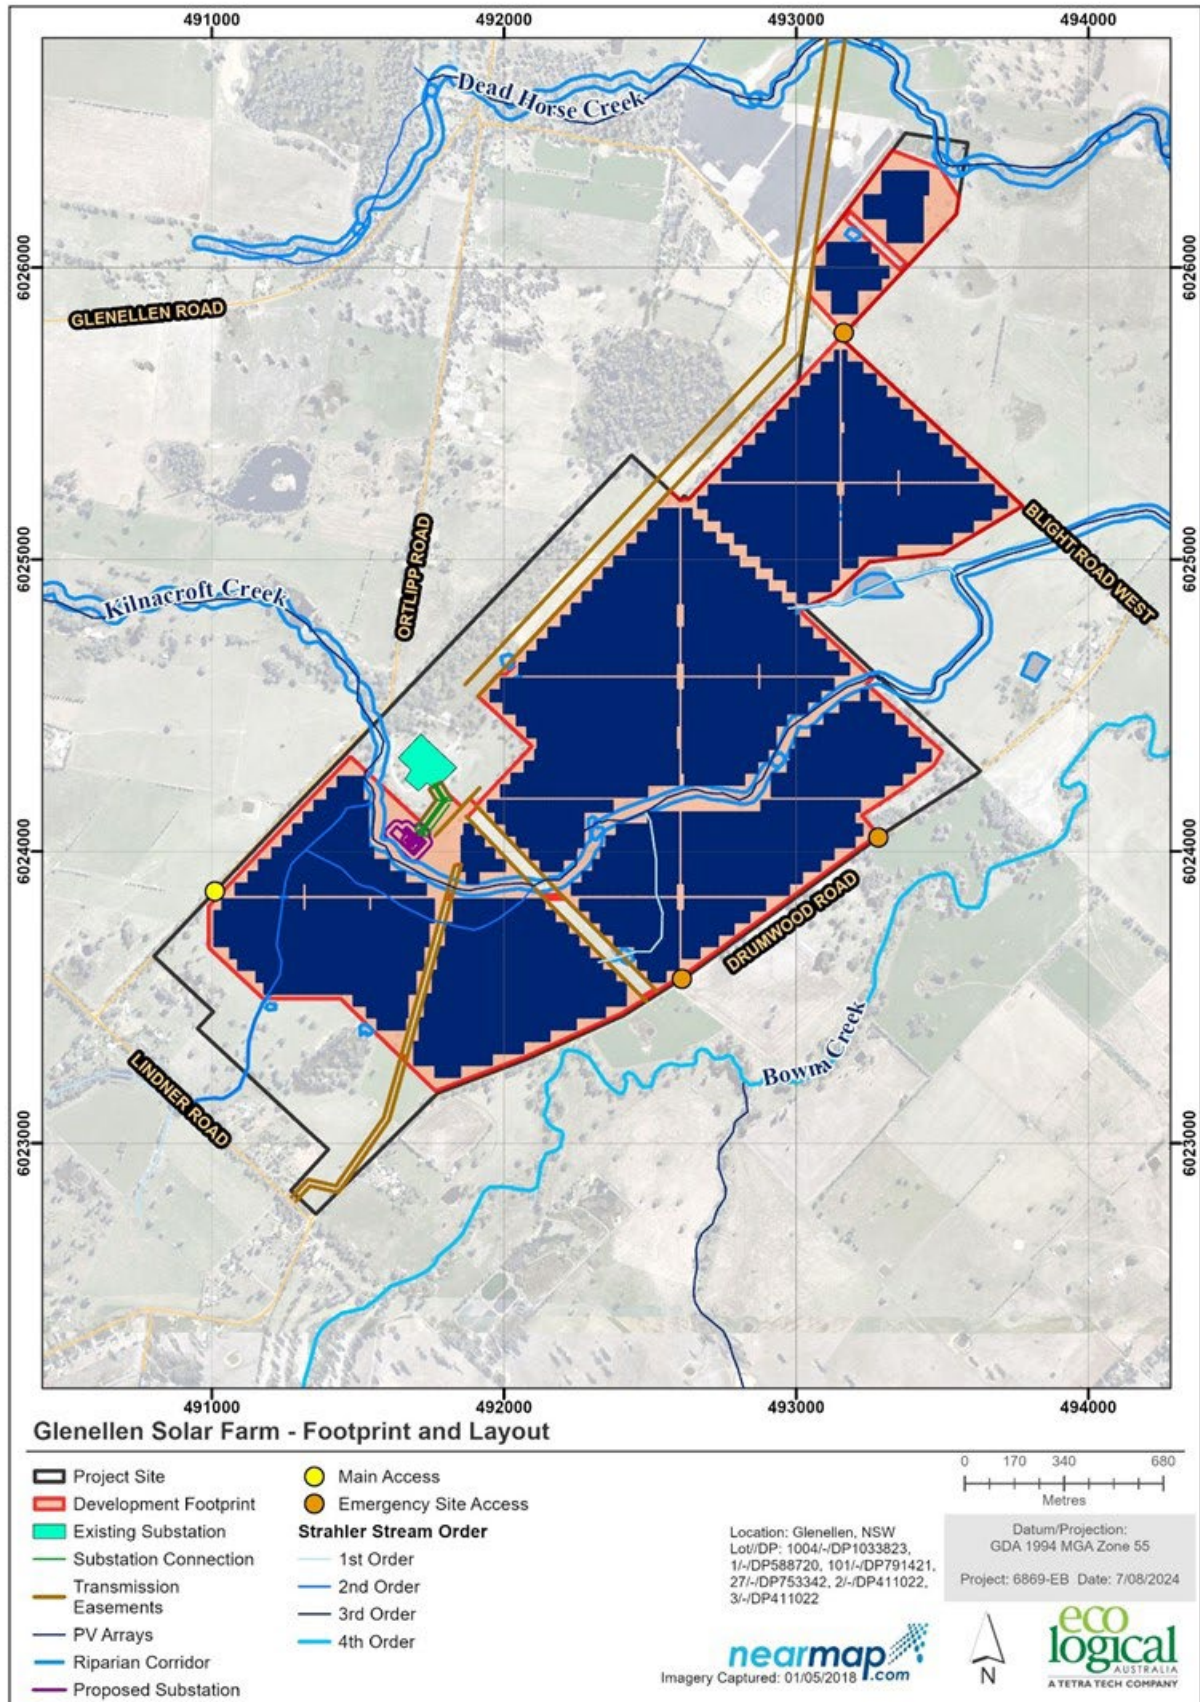 491000 492000 493000 494000
Dead Horse Creek
6026000 6026000
GLENELLEN ROAD
ORTLIPP ROAD
BLIGHT ROAD WEST
6025000 6025000
Kilnacroft Creek
6024000 6024000
DRUMWOOD ROAD
Bowna Creek
LINDNER ROAD
6023000 6023000
491000 492000 493000 494000
Glenellen Solar Farm - Footprint and Layout
Project Site
Development Footprint
Existing Substation
Substation Connection
Transmission
Easements
PV Arrays
Riparian Corridor
Proposed Substation
Main Access
Emergency Site Access
Strahler Stream Order
1st Order
2nd Order
3rd Order
4th Order
0 170 340 680
Metres
Location: Glenellen, NSW
Lot//DP: 1004/-/DP1033823,
1/-/DP588720, 101/-/DP791421,
27/-/DP753342, 2/-/DP411022,
3/-/DP411022
Datum/Projection:
GDA 1994 MGA Zone 55
Project: 6869-EB Date: 7/08/2024
nearmap.com
Imagery Captured: 01/05/2018
N
eco
logical
AUSTRALIA
A TETRA TECH COMPANY